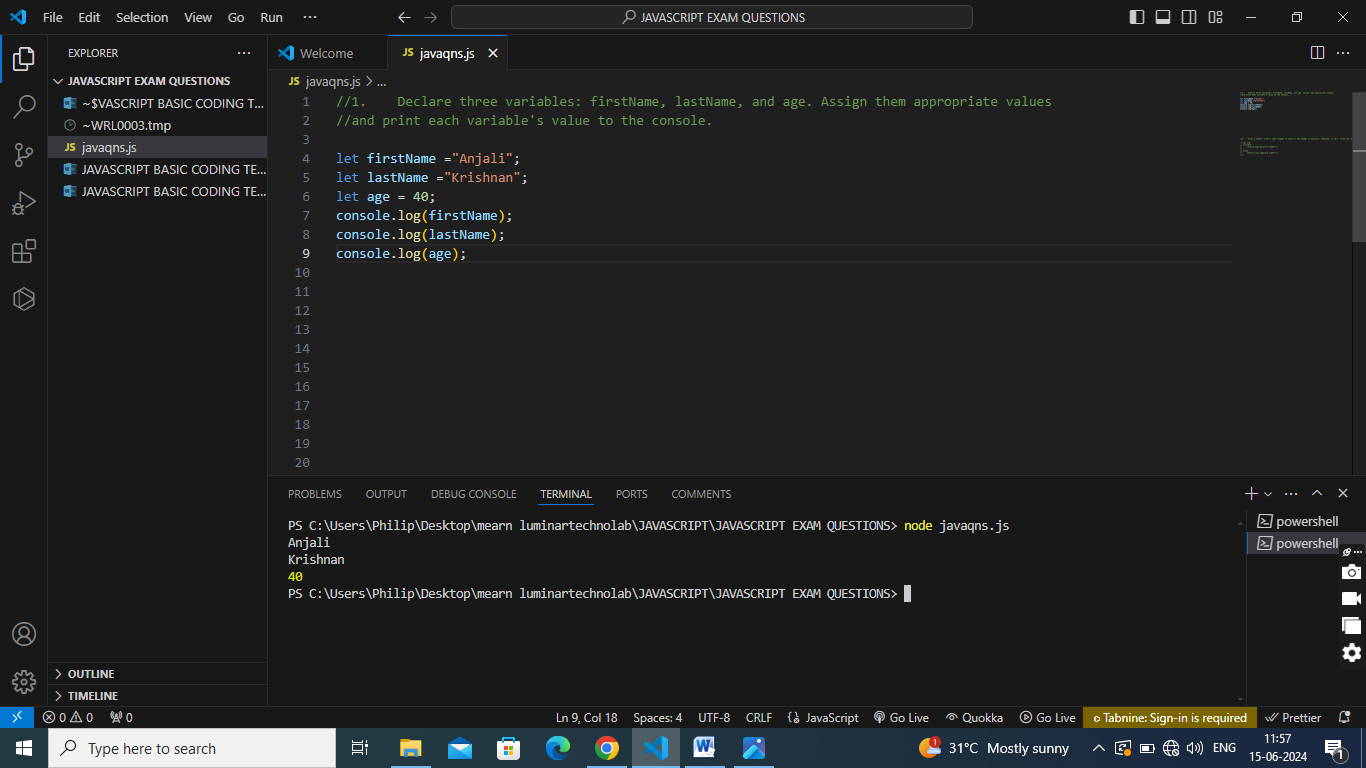 File Edit Selection View Go Run ···
JAVASCRIPT EXAM QUESTIONS
EXPLORER
JAVASCRIPT EXAM QUESTIONS
~$VASCRIPT BASIC CODING T...
~WRL0003.tmp
JS javaqns.js
JAVASCRIPT BASIC CODING TE...
JAVASCRIPT BASIC CODING TE...
OUTLINE
TIMELINE
Welcome
JS javaqns.js
JS javaqns.js > ...
1 //1.    Declare three variables: firstName, lastName, and age. Assign them appropriate values
2 //and print each variable's value to the console.
3
4 let firstName ="Anjali";
5 let lastName ="Krishnan";
6 let age = 40;
7 console.log(firstName);
8 console.log(lastName);
9 console.log(age);
10
11
12
13
14
15
16
17
18
19
20
PROBLEMS OUTPUT DEBUG CONSOLE TERMINAL PORTS COMMENTS
PS C:\Users\Philip\Desktop\mearn luminartechnolab\JAVASCRIPT\JAVASCRIPT EXAM QUESTIONS> node javaqns.js
Anjali
Krishnan
40
PS C:\Users\Philip\Desktop\mearn luminartechnolab\JAVASCRIPT\JAVASCRIPT EXAM QUESTIONS>
powershell
powershell
0 0 0 Ln 9, Col 18 Spaces: 4 UTF-8 CRLF {} JavaScript Go Live Quokka Go Live Tabnine: Sign-in is required Prettier
Type here to search
1 31°C Mostly sunny ENG
11:57
15-06-2024
1